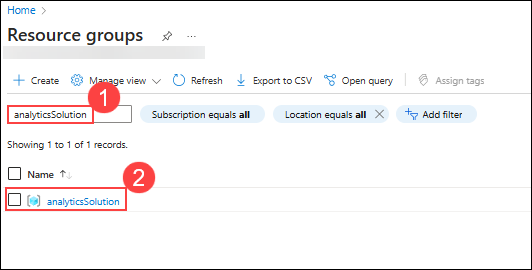 Home >
Resource groups ...
+ Create Manage view Refresh Export to CSV Open query Assign tags
1
analyticsSolution Subscription equals all Location equals all × Add filter
Showing 1 to 1 of 1 records.
Name ↑↓
2
analyticsSolution